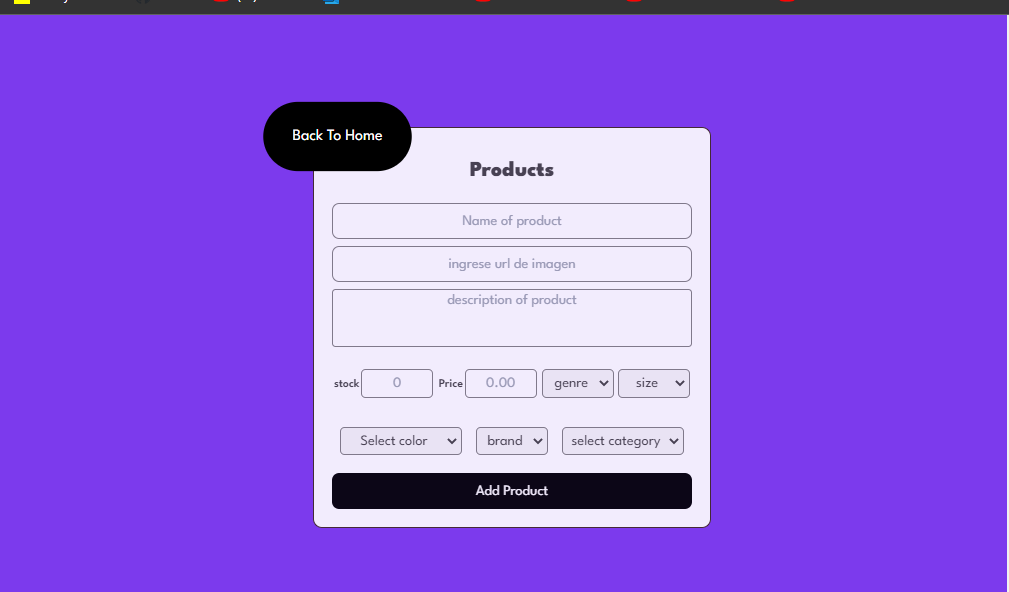 Back To Home
Products
Name of product
ingrese url de imagen
description of product
stock 0 Price 0.00 genre size
Select color brand select category
Add Product